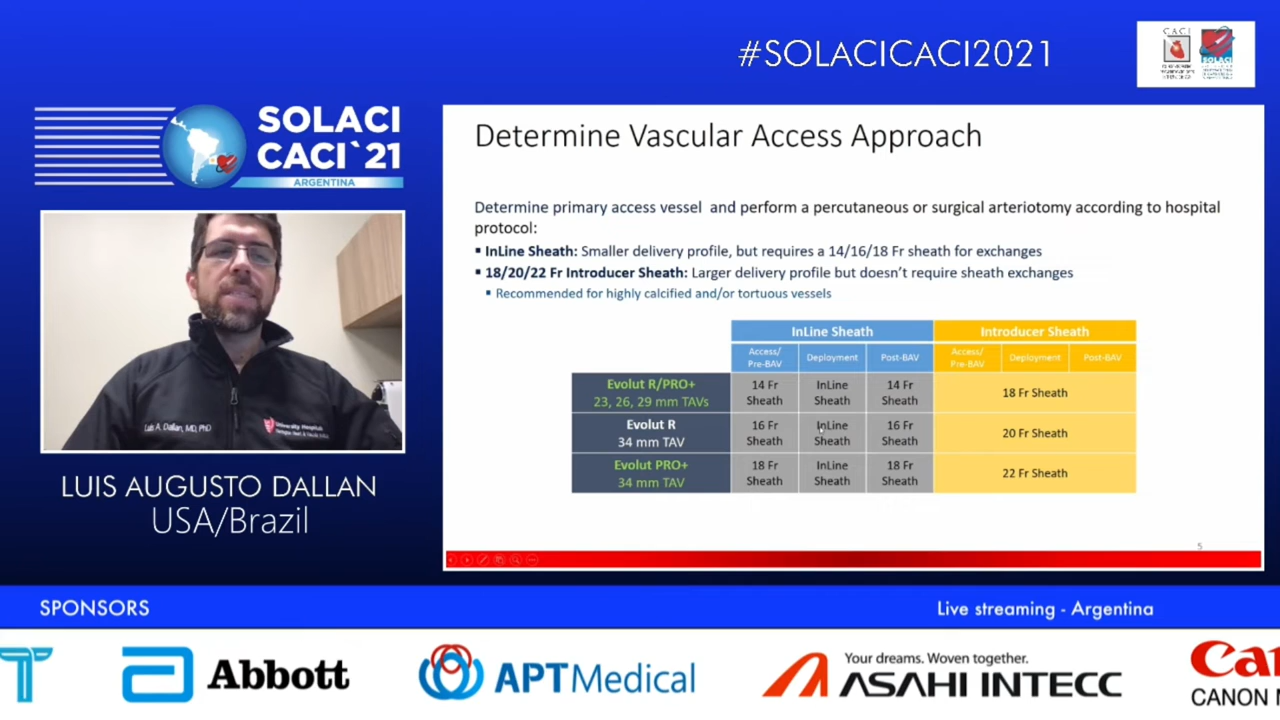 #SOLACICACI2021
SOLACI
CACI`21
ARGENTINA
Luis A. Dallan, MD, PhD
University Hospitals
LUIS AUGUSTO DALLAN
USA/Brazil
Determine Vascular Access Approach
Determine primary access vessel and perform a percutaneous or surgical arteriotomy according to hospital
protocol:
▪ InLine Sheath: Smaller delivery profile, but requires a 14/16/18 Fr sheath for exchanges
▪ 18/20/22 Fr Introducer Sheath: Larger delivery profile but doesn’t require sheath exchanges
▪ Recommended for highly calcified and/or tortuous vessels
InLine Sheath Introducer Sheath
Access/ Pre-BAV Deployment Post-BAV Access/ Pre-BAV Deployment Post-BAV
Evolut R/PRO+ 23, 26, 29 mm TAVs 14 Fr Sheath InLine Sheath 14 Fr Sheath 18 Fr Sheath
Evolut R 34 mm TAV 16 Fr Sheath InLine Sheath 16 Fr Sheath 20 Fr Sheath
Evolut PRO+ 34 mm TAV 18 Fr Sheath InLine Sheath 18 Fr Sheath 22 Fr Sheath
5
SPONSORS
Live streaming - Argentina
Abbott
APT Medical
Your dreams. Woven together.
ASAHI INTECC
CANON